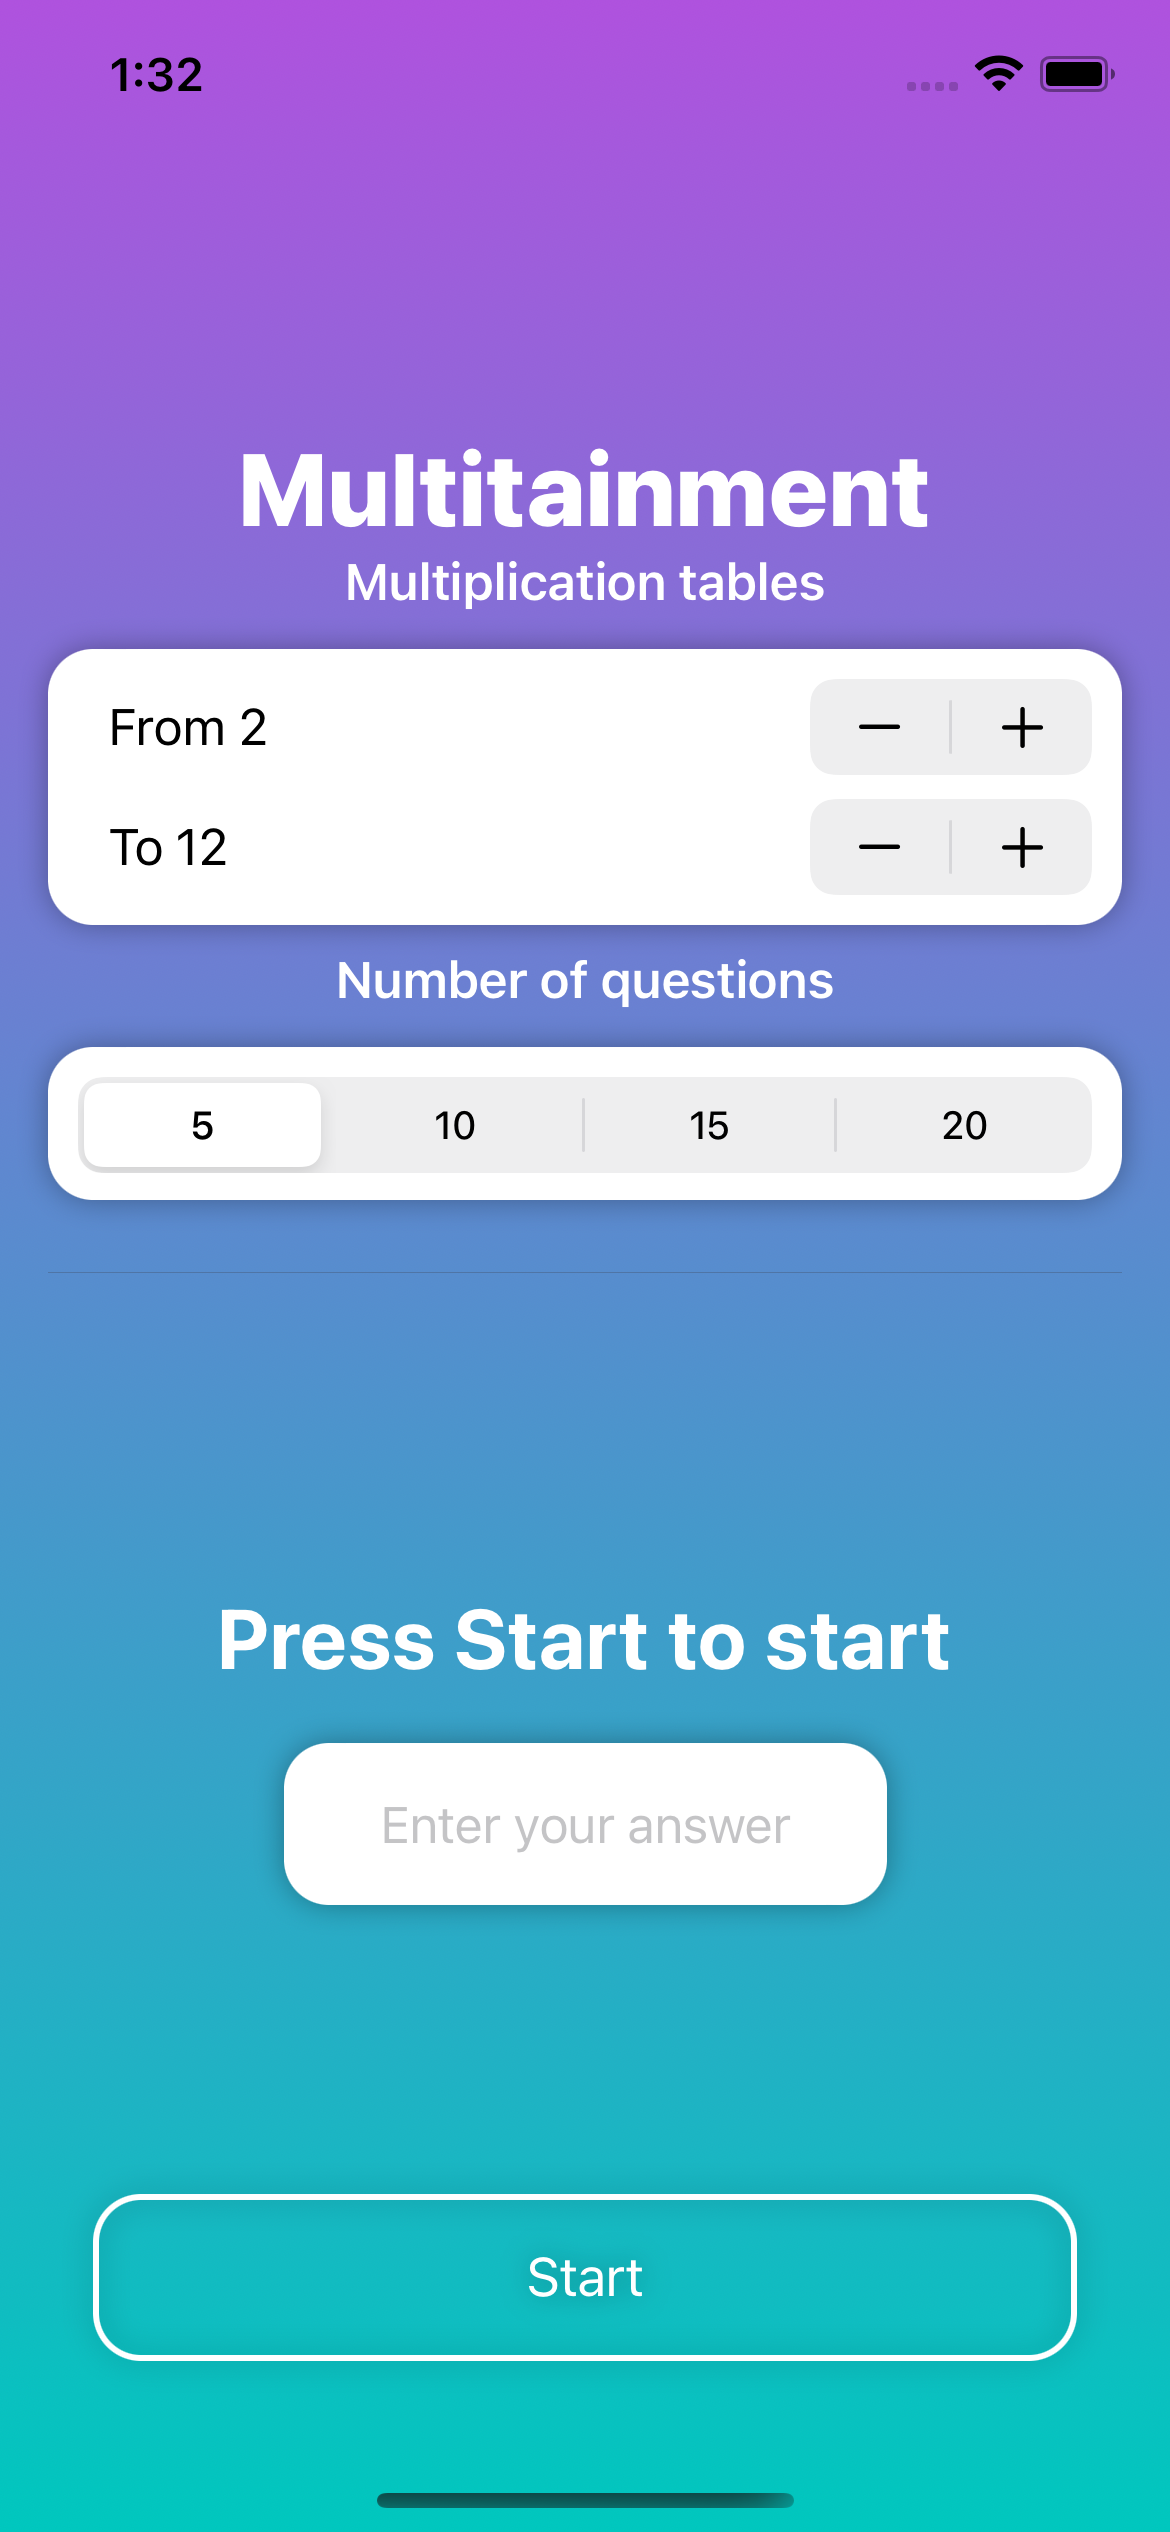 1:32
Multitainment
Multiplication tables
From 2
To 12
Number of questions
5 10 15 20
Press Start to start
Enter your answer
Start